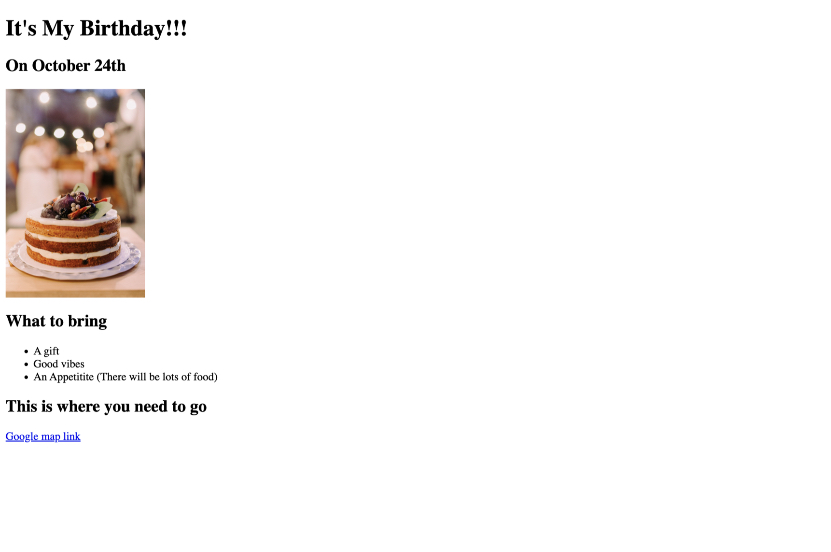 It's My Birthday!!!
On October 24th
What to bring
A gift
Good vibes
An Appetitite (There will be lots of food)
This is where you need to go
Google map link